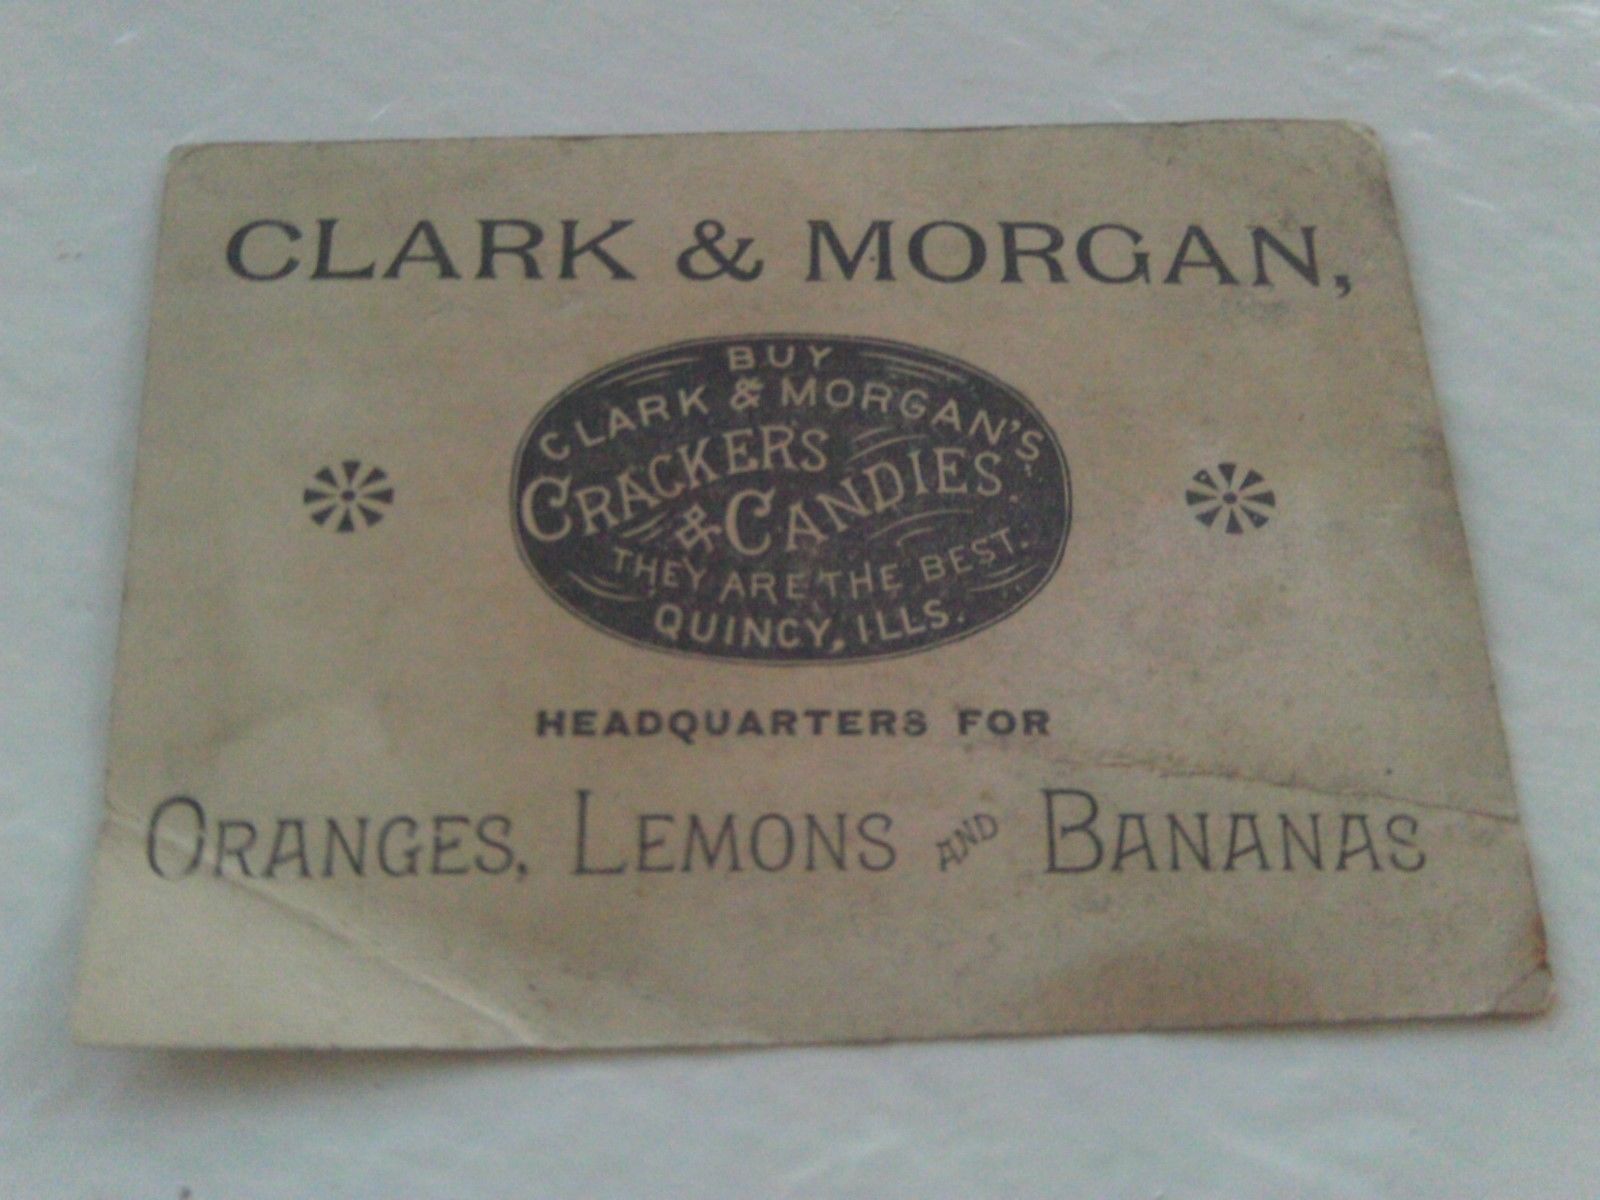 CLARK & MORGAN,
BUY
CLARK & MORGAN'S
CRACKERS
& CANDIES.
THEY ARE THE BEST.
QUINCY, ILLS.
HEADQUARTERS FOR
ORANGES, LEMONS AND BANANAS